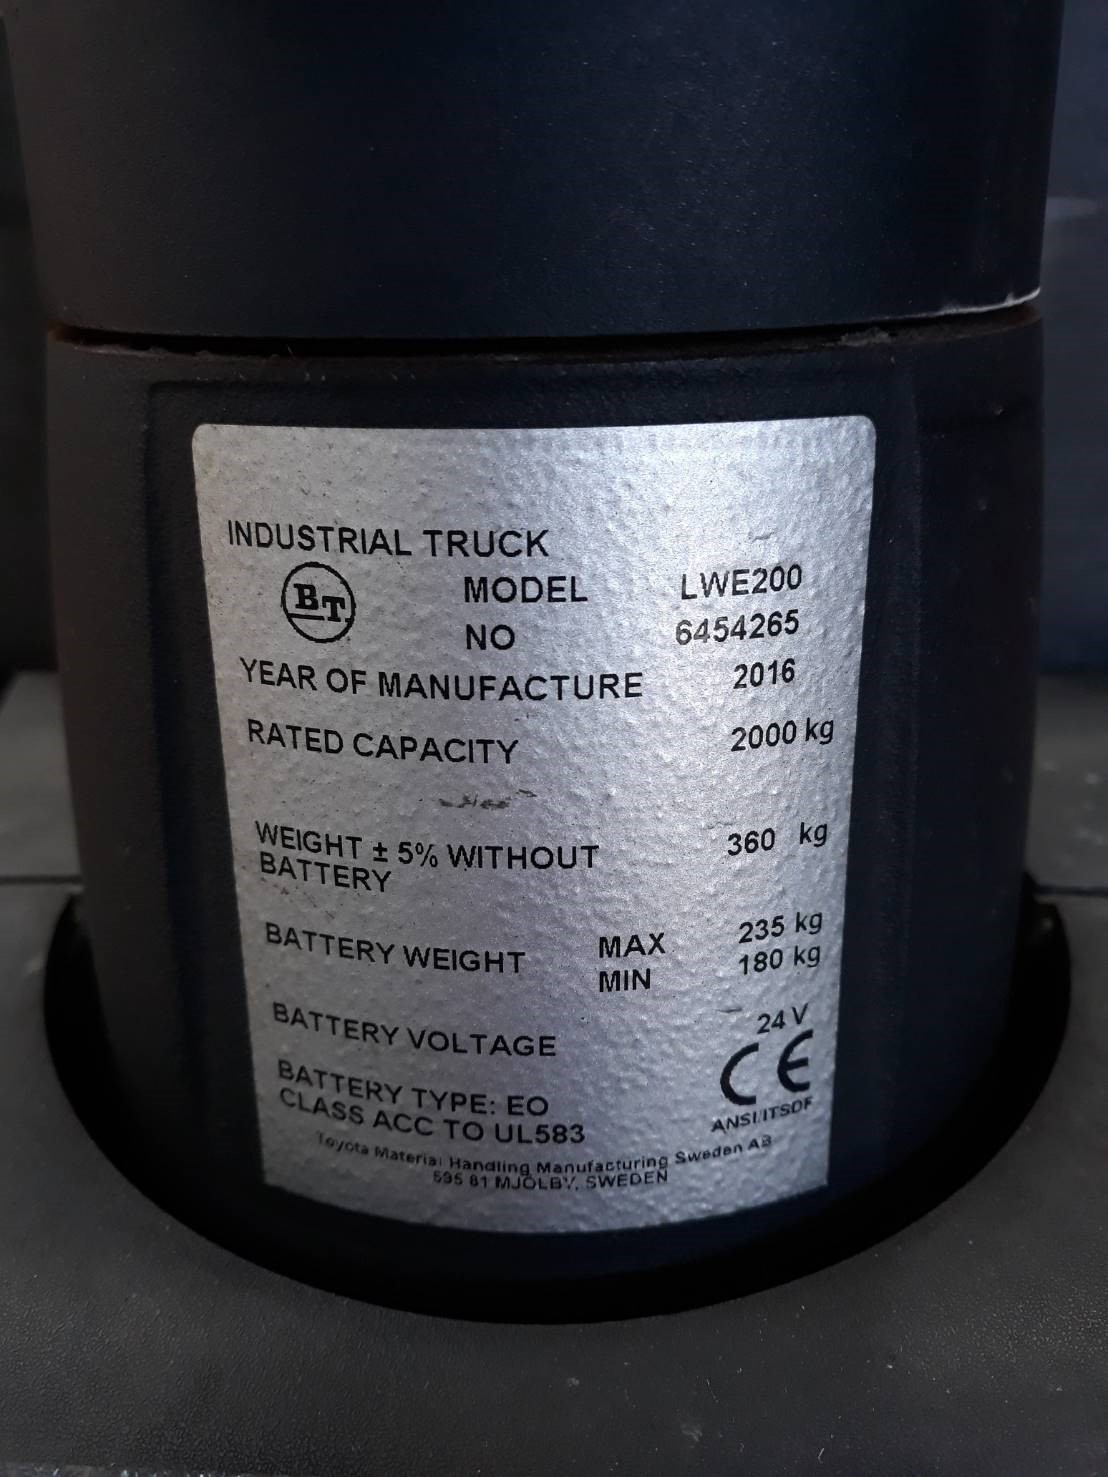 INDUSTRIAL TRUCK
BT
MODEL LWE200
NO 6454265
YEAR OF MANUFACTURE 2016
RATED CAPACITY 2000 kg
WEIGHT ± 5% WITHOUT 360 kg
BATTERY
BATTERY WEIGHT MAX 235 kg
MIN 180 kg
BATTERY VOLTAGE 24 V
CE
BATTERY TYPE: EO
CLASS ACC TO UL583
ANSI/ITSDF
Toyota Material Handling Manufacturing Sweden AB
595 81 MJÖLBY, SWEDEN